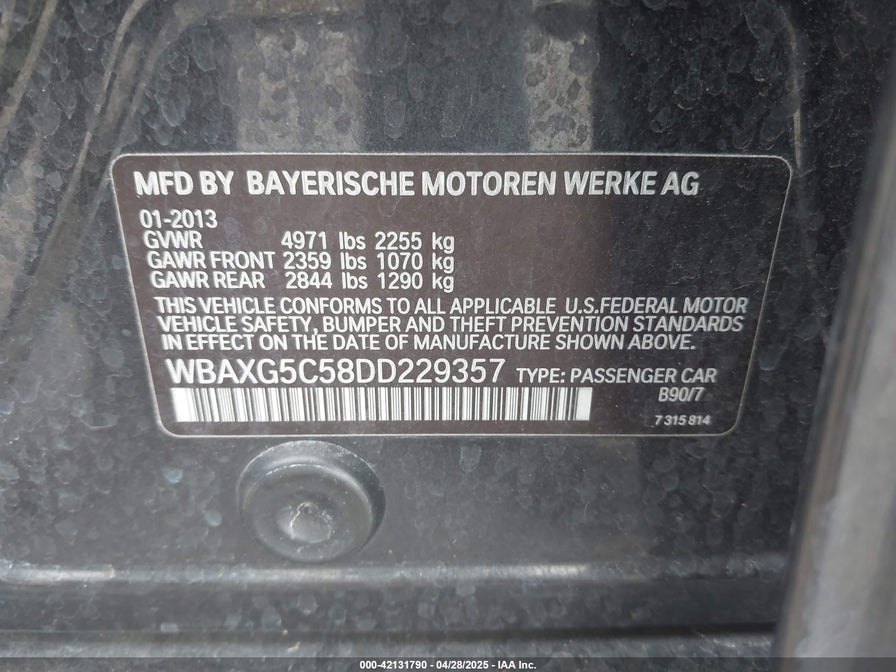 MFD BY BAYERISCHE MOTOREN WERKE AG
01-2013
GVWR 4971 lbs 2255 kg
GAWR FRONT 2359 lbs 1070 kg
GAWR REAR 2844 lbs 1290 kg
THIS VEHICLE CONFORMS TO ALL APPLICABLE U.S.FEDERAL MOTOR
VEHICLE SAFETY, BUMPER AND THEFT PREVENTION STANDARDS
IN EFFECT ON THE DATE OF MANUFACTURE SHOWN ABOVE.
WBAXG5C58DD229357 TYPE: PASSENGER CAR
B90/7
7 315 814
000-42131790 - 04/28/2025 - IAA Inc.